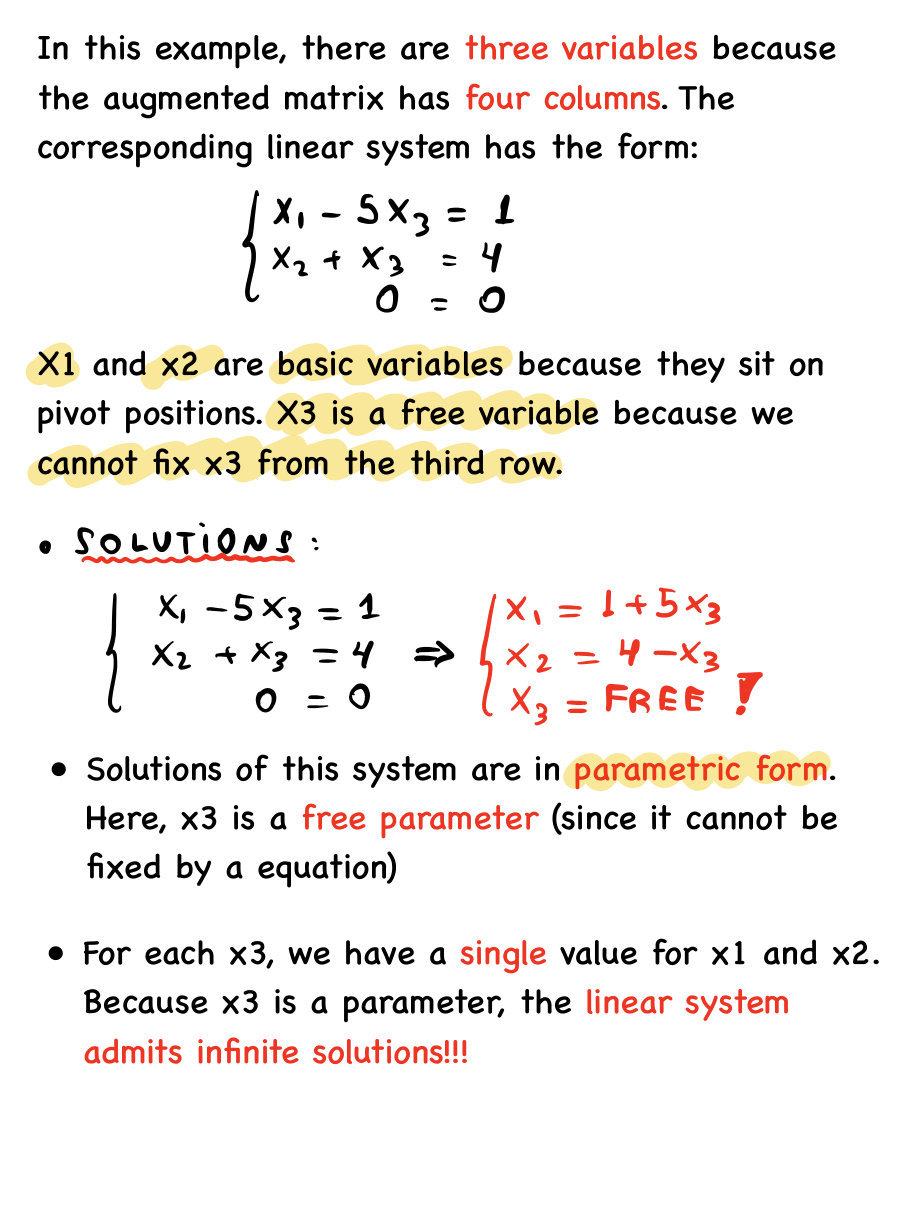 In this example, there are three variables because
the augmented matrix has four columns. The
corresponding linear system has the form:
x₁ - 5x₃ = 1
x₂ + x₃ = 4
0 = 0
X1 and x2 are basic variables because they sit on
pivot positions. X3 is a free variable because we
cannot fix x3 from the third row.
• SOLUTIONS :
x₁ - 5x₃ = 1 x₁ = 1 + 5x₃
x₂ + x₃ = 4 ⇒ x₂ = 4 - x₃
0 = 0 x₃ = FREE !
• Solutions of this system are in parametric form.
Here, x3 is a free parameter (since it cannot be
fixed by a equation)
• For each x3, we have a single value for x1 and x2.
Because x3 is a parameter, the linear system
admits infinite solutions!!!